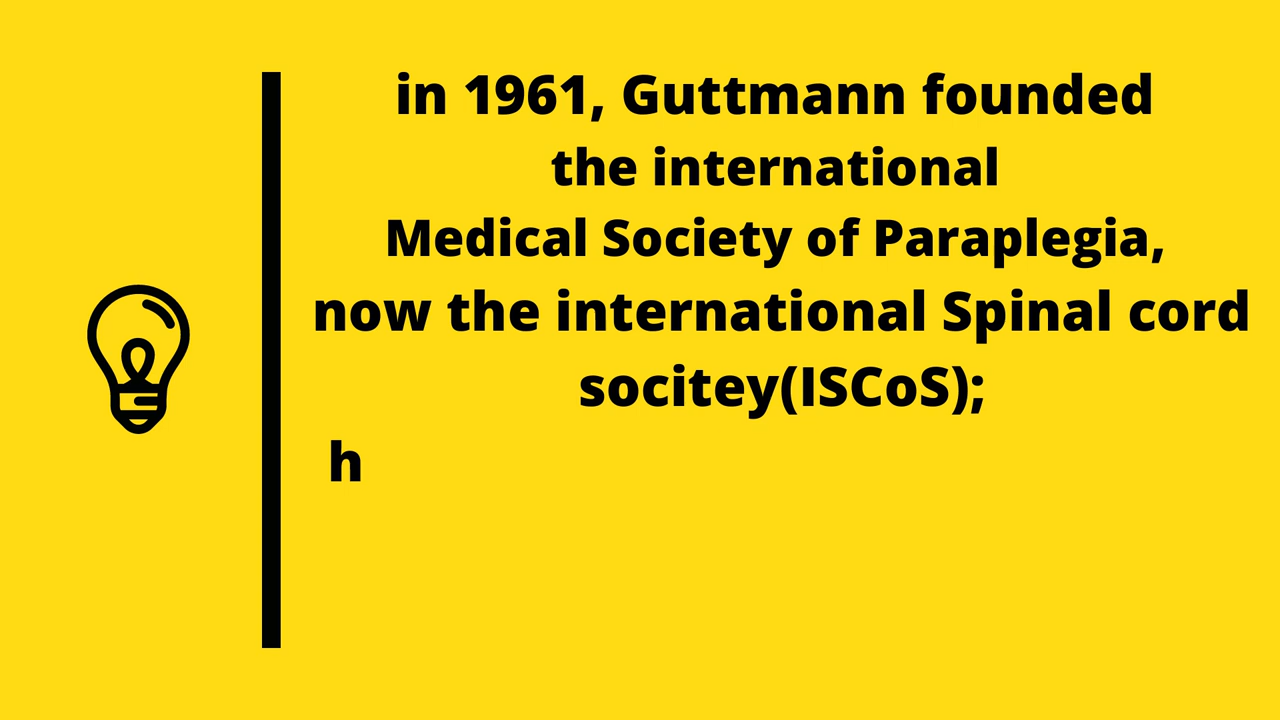 in 1961, Guttmann founded
the international
Medical Society of Paraplegia,
now the international Spinal cord
socitey(ISCoS);
h